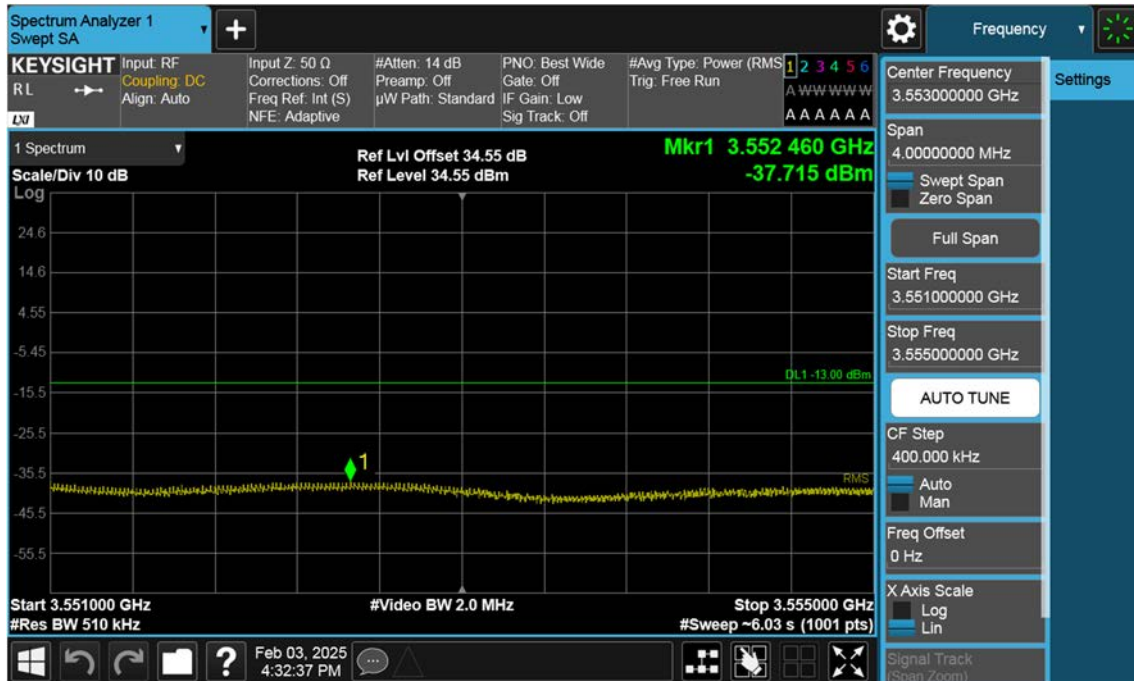 Spectrum Analyzer 1
Swept SA
+
Frequency
KEYSIGHT
RL
LXI
Input: RF
Coupling: DC
Align: Auto
Input Z: 50 Ω
Corrections: Off
Freq Ref: Int (S)
NFE: Adaptive
#Atten: 14 dB
Preamp: Off
µW Path: Standard
PNO: Best Wide
Gate: Off
IF Gain: Low
Sig Track: Off
#Avg Type: Power (RMS
Trig: Free Run
1 2 3 4 5 6
A W W W W W
A A A A A A
1 Spectrum
Scale/Div 10 dB
Log
Ref Lvl Offset 34.55 dB
Ref Level 34.55 dBm
Mkr1 3.552 460 GHz
-37.715 dBm
24.6
14.6
4.55
-5.45
-15.5
-25.5
-35.5
-45.5
-55.5
DL1 -13.00 dBm
1
RMS
Start 3.551000 GHz
#Res BW 510 kHz
#Video BW 2.0 MHz
Stop 3.555000 GHz
#Sweep ~6.03 s (1001 pts)
Feb 03, 2025
4:32:37 PM
Center Frequency
3.553000000 GHz
Span
4.00000000 MHz
Swept Span
Zero Span
Full Span
Start Freq
3.551000000 GHz
Stop Freq
3.555000000 GHz
AUTO TUNE
CF Step
400.000 kHz
Auto
Man
Freq Offset
0 Hz
X Axis Scale
Log
Lin
Signal Track
(Span Zoom)
Settings